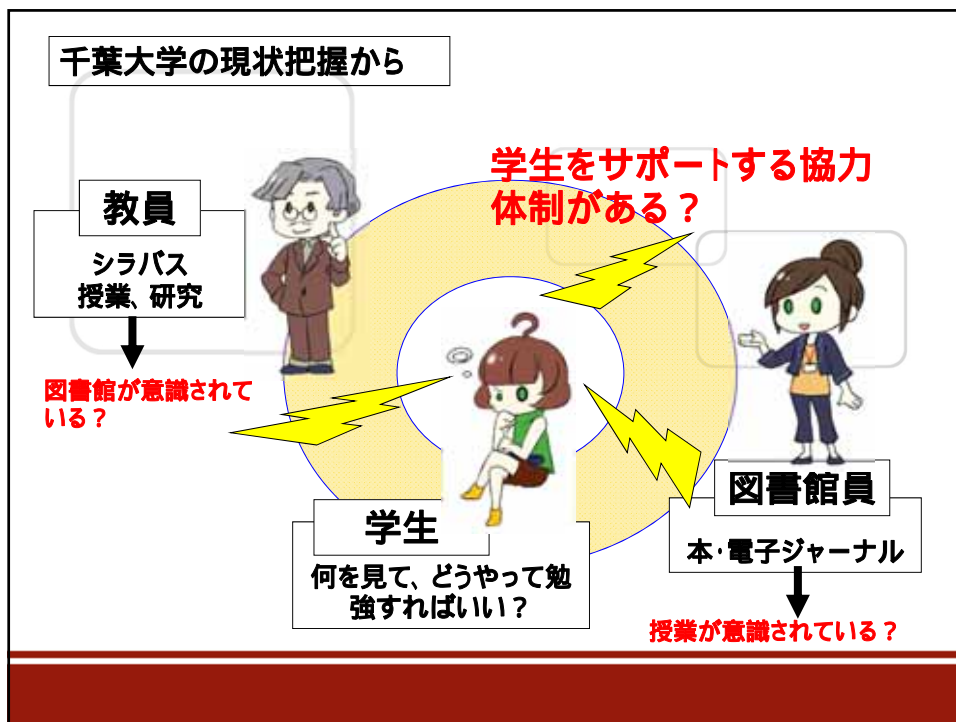 千葉大学の現状把握から
学生をサポートする協力
体制がある？
教員
シラバス
授業、研究
図書館が意識されて
いる？
学生
何を見て、どうやって勉
強すればいい？
図書館員
本・電子ジャーナル
授業が意識されている？